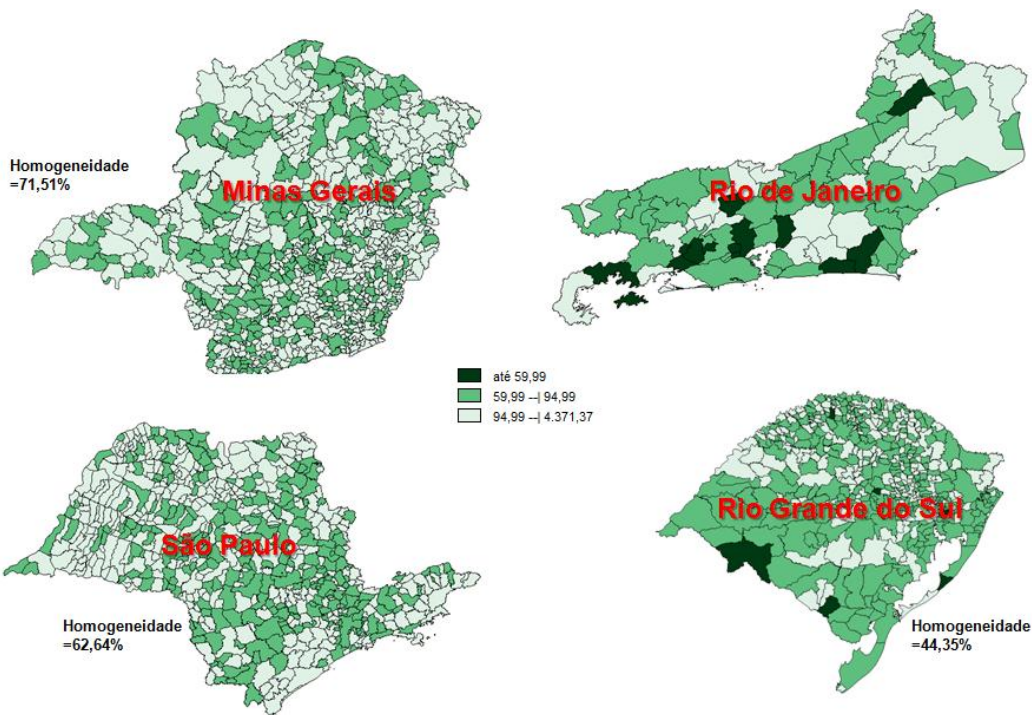 Homogeneidade
=71,51%
Minas Gerais
Rio de Janeiro
até 59,99
59,99 --| 94,99
94,99 --| 4.371,37
São Paulo
Homogeneidade
=62,64%
Rio Grande do Sul
Homogeneidade
=44,35%